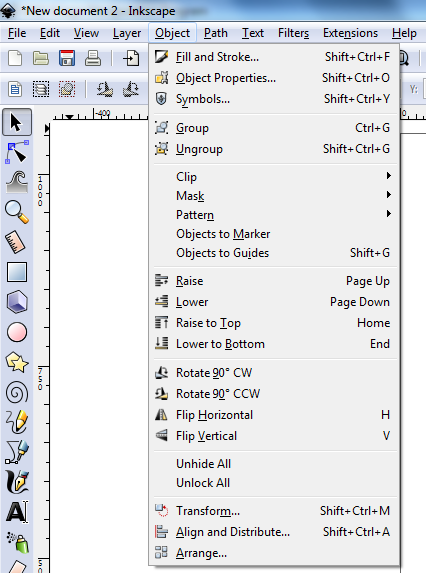 *New document 2 - Inkscape
File Edit View Layer Object Path Text Filters Extensions Help
Fill and Stroke... Shift+Ctrl+F
Object Properties... Shift+Ctrl+O
Symbols... Shift+Ctrl+Y
Y:
-400 0
Group Ctrl+G
Ungroup Shift+Ctrl+G
Clip
Mask
Pattern
Objects to Marker
Objects to Guides Shift+G
1000
Raise Page Up
Lower Page Down
Raise to Top Home
Lower to Bottom End
750
Rotate 90° CW
Rotate 90° CCW
Flip Horizontal H
Flip Vertical V
Unhide All
Unlock All
Transform... Shift+Ctrl+M
Align and Distribute... Shift+Ctrl+A
Arrange...